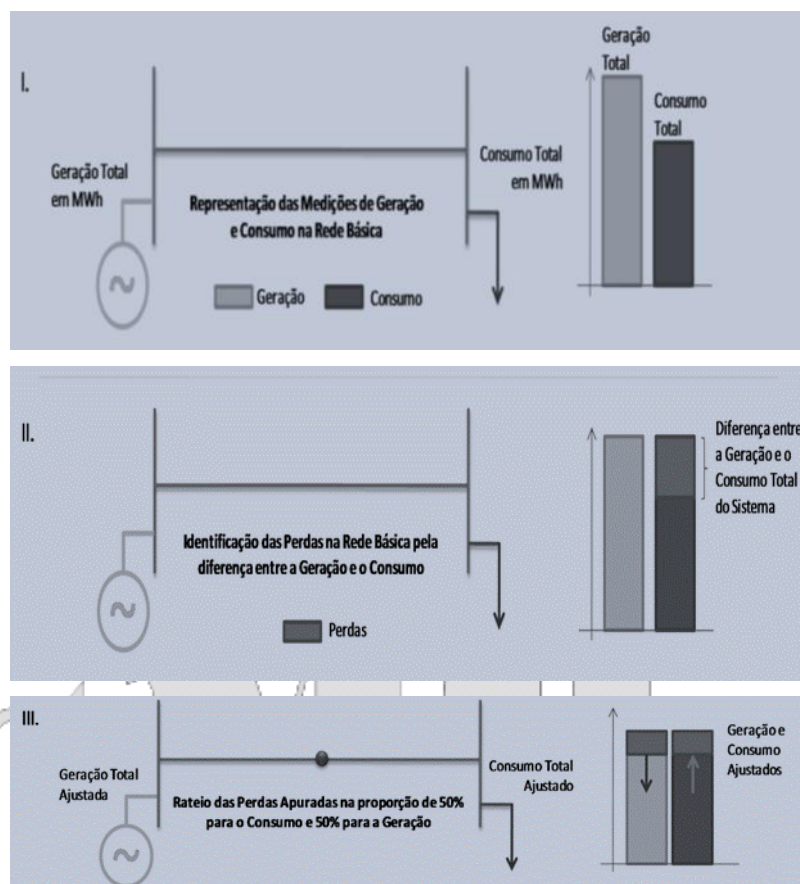 I.
Geração Total
em MWh
Representação das Medições de Geração
e Consumo na Rede Básica
Geração
Consumo
Consumo Total
em MWh
Geração
Total
Consumo
Total
II.
Identificação das Perdas na Rede Básica pela
diferença entre a Geração e o Consumo
Perdas
Diferença entre
a Geração e o
Consumo Total
do Sistema
III.
Geração Total
Ajustada
Rateio das Perdas Apuradas na proporção de 50%
para o Consumo e 50% para a Geração
Consumo Total
Ajustado
Geração e
Consumo
Ajustados